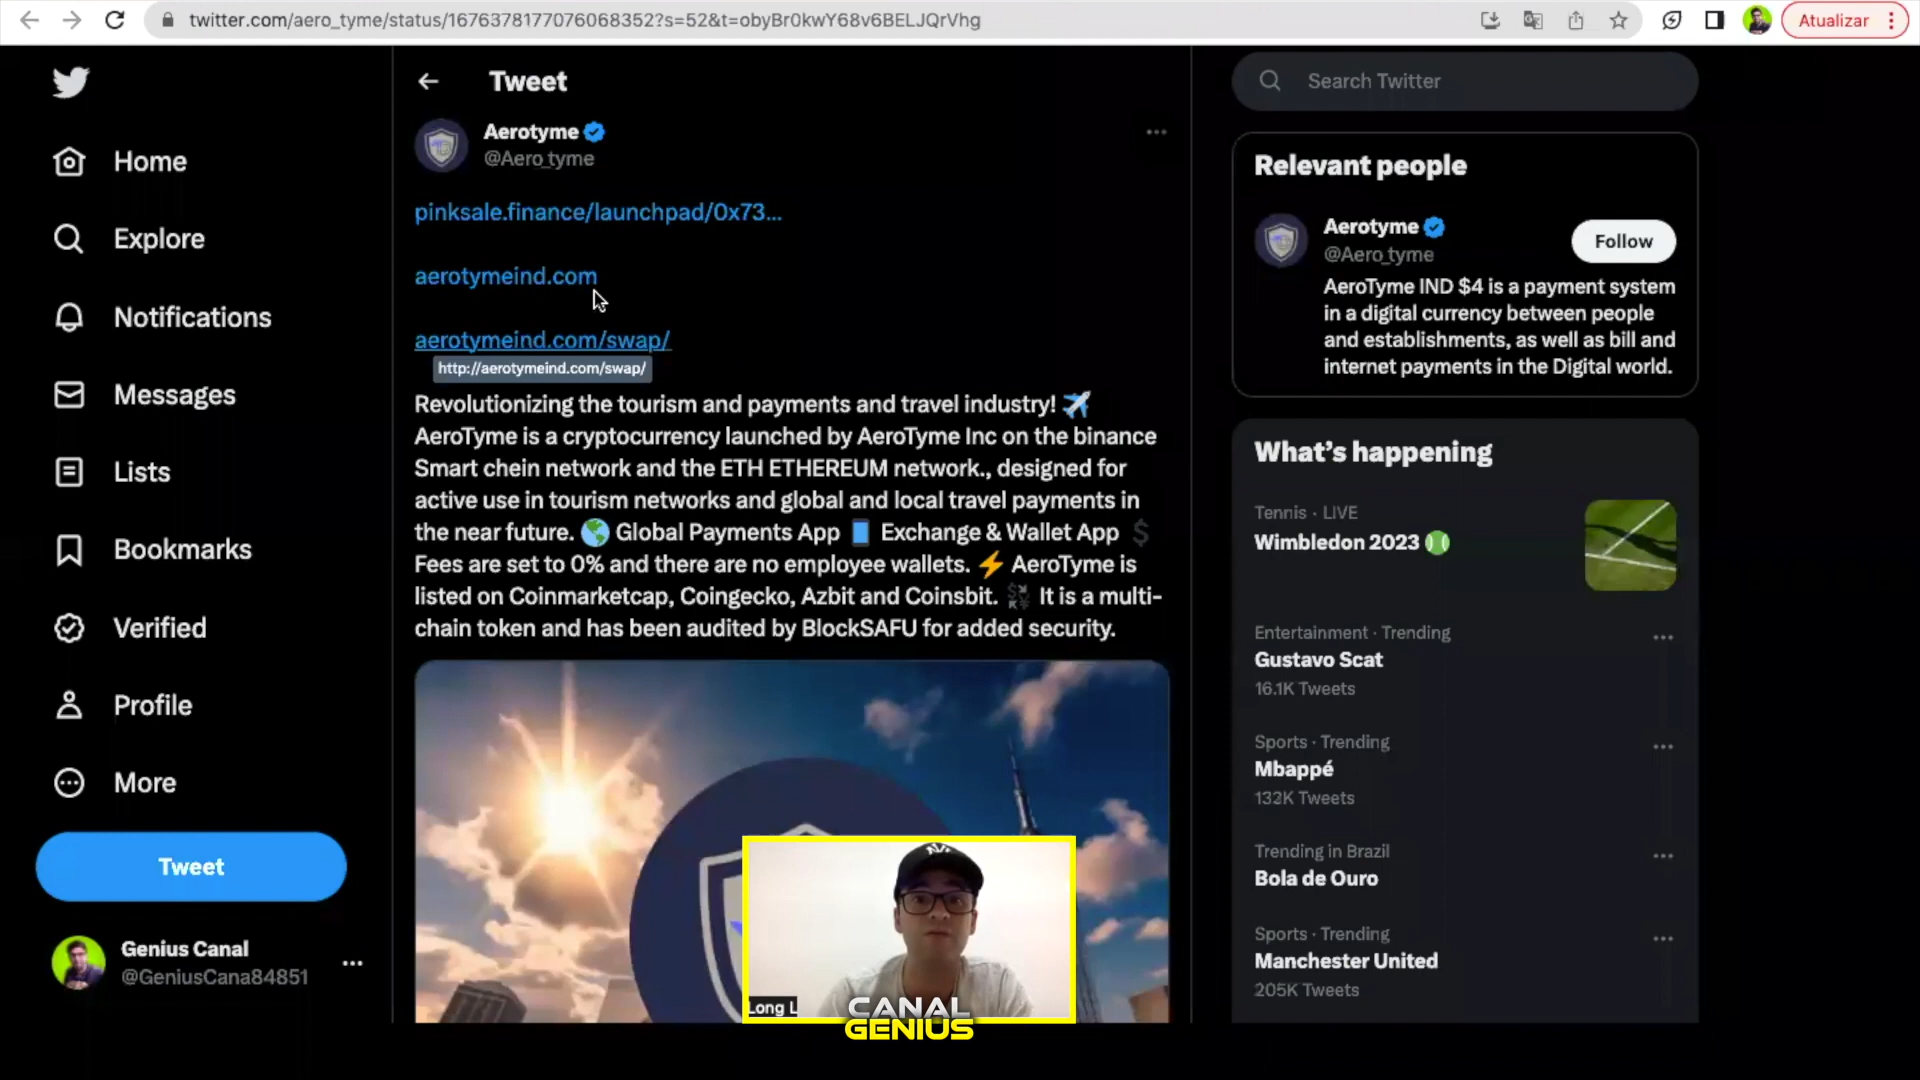 twitter.com/aero_tyme/status/1676378177076068352?s=52&t=obyBr0kwY68v6BELJQrVhg
Atualizar
Home
Explore
Notifications
Messages
Lists
Bookmarks
Verified
Profile
More
Tweet
Genius Canal
@GeniusCana84851
Tweet
Aerotyme
@Aero_tyme
pinksale.finance/launchpad/0x73...
aerotymeind.com
aerotymeind.com/swap/
http://aerotymeind.com/swap/
Revolutionizing the tourism and payments and travel industry!
AeroTyme is a cryptocurrency launched by AeroTyme Inc on the binance
Smart chein network and the ETH ETHEREUM network., designed for
active use in tourism networks and global and local travel payments in
the near future. 🌎 Global Payments App 📱 Exchange & Wallet App 💲
Fees are set to 0% and there are no employee wallets. ⚡ AeroTyme is
listed on Coinmarketcap, Coingecko, Azbit and Coinsbit. 💱 It is a multi-
chain token and has been audited by BlockSAFU for added security.
Long L
CANAL
GENIUS
Search Twitter
Relevant people
Aerotyme
@Aero_tyme
Follow
AeroTyme IND $4 is a payment system
in a digital currency between people
and establishments, as well as bill and
internet payments in the Digital world.
What's happening
Tennis · LIVE
Wimbledon 2023
Entertainment · Trending
Gustavo Scat
16.1K Tweets
Sports · Trending
Mbappé
132K Tweets
Trending in Brazil
Bola de Ouro
Sports · Trending
Manchester United
205K Tweets